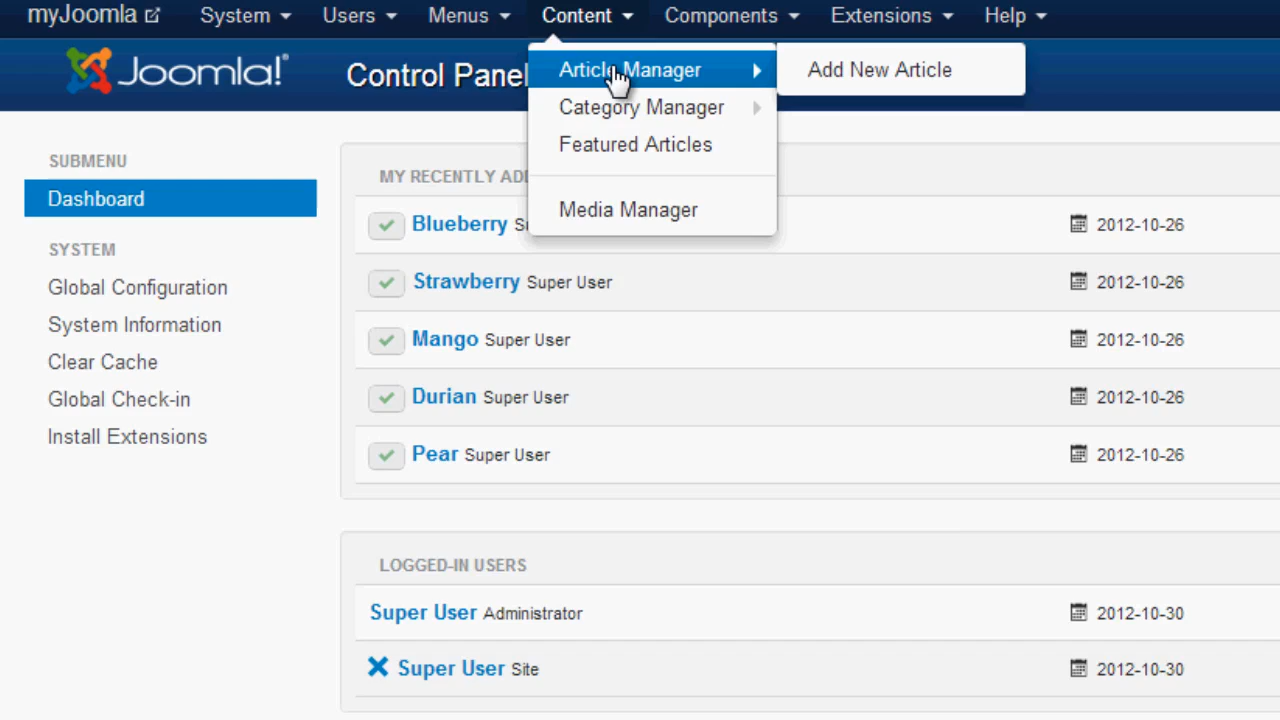 myJoomla System Users Menus Content Components Extensions Help
Joomla! Control Panel
Article Manager Add New Article
Category Manager
Featured Articles
Media Manager
SUBMENU
Dashboard
SYSTEM
Global Configuration
System Information
Clear Cache
Global Check-in
Install Extensions
MY RECENTLY AD
Blueberry S 2012-10-26
Strawberry Super User 2012-10-26
Mango Super User 2012-10-26
Durian Super User 2012-10-26
Pear Super User 2012-10-26
LOGGED-IN USERS
Super User Administrator 2012-10-30
Super User Site 2012-10-30